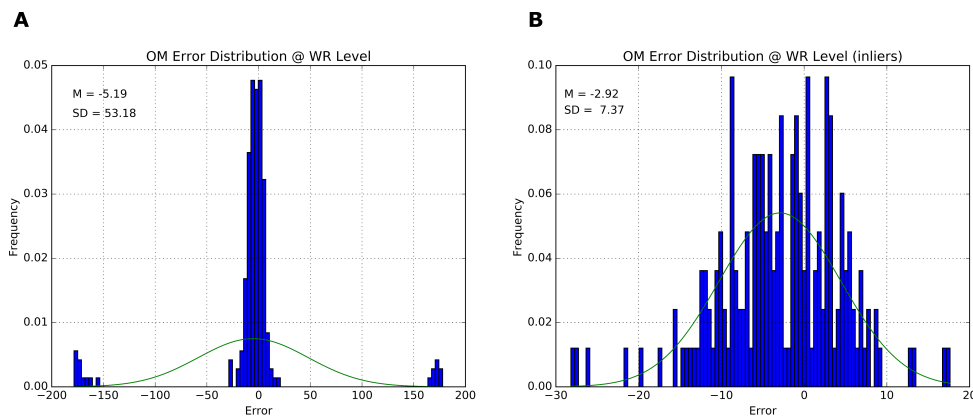 A
B
OM Error Distribution @ WR Level
M = -5.19
SD = 53.18
Frequency
0.05
0.04
0.03
0.02
0.01
0.00
−200
−150
−100
−50
0
50
100
150
200
Error
OM Error Distribution @ WR Level (inliers)
M = -2.92
SD = 7.37
Frequency
0.10
0.08
0.06
0.04
0.02
0.00
−30
−20
−10
0
10
Error